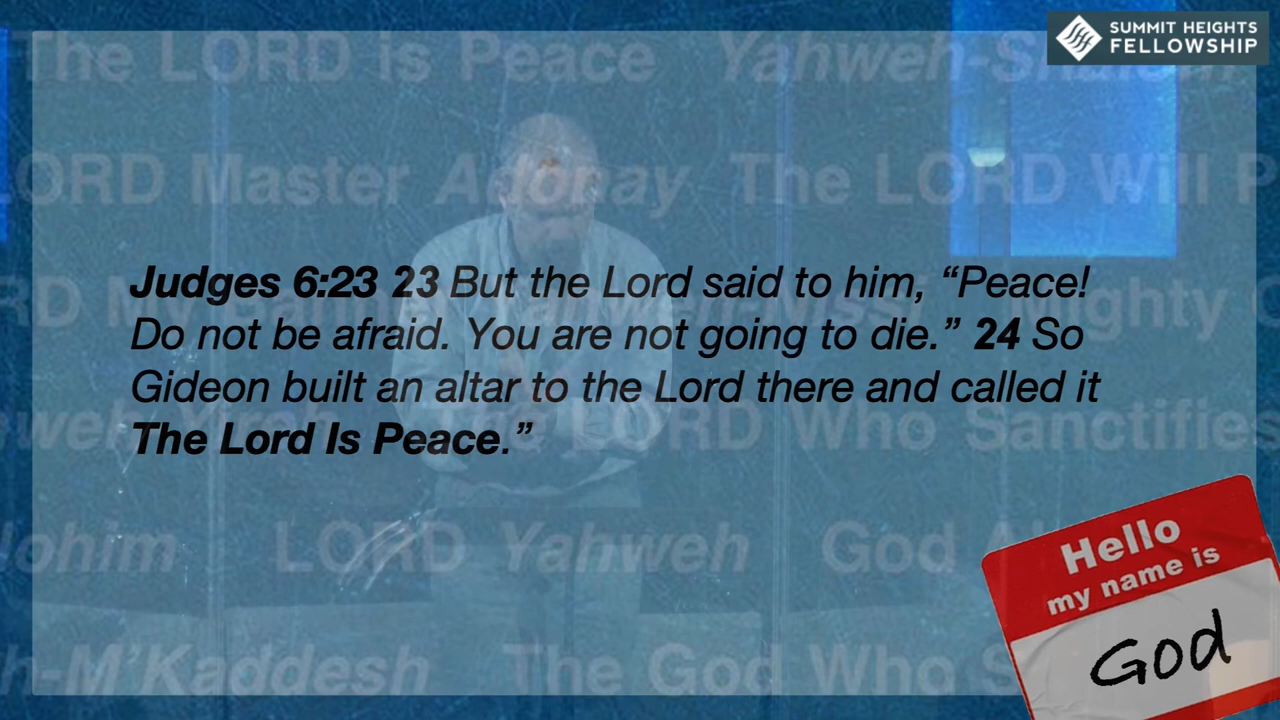 SUMMIT HEIGHTS
FELLOWSHIP
The LORD Is Peace Yahweh-Shalom
LORD Master Adonay The LORD Will
Judges 6:23 23 But the Lord said to him, “Peace!
Do not be afraid. You are not going to die.” 24 So
Gideon built an altar to the Lord there and called it
The Lord Is Peace.”
LORD Who Sanctifies
LORD Yahweh God
h-M’Kaddesh The God Who
Hello
my name is
God